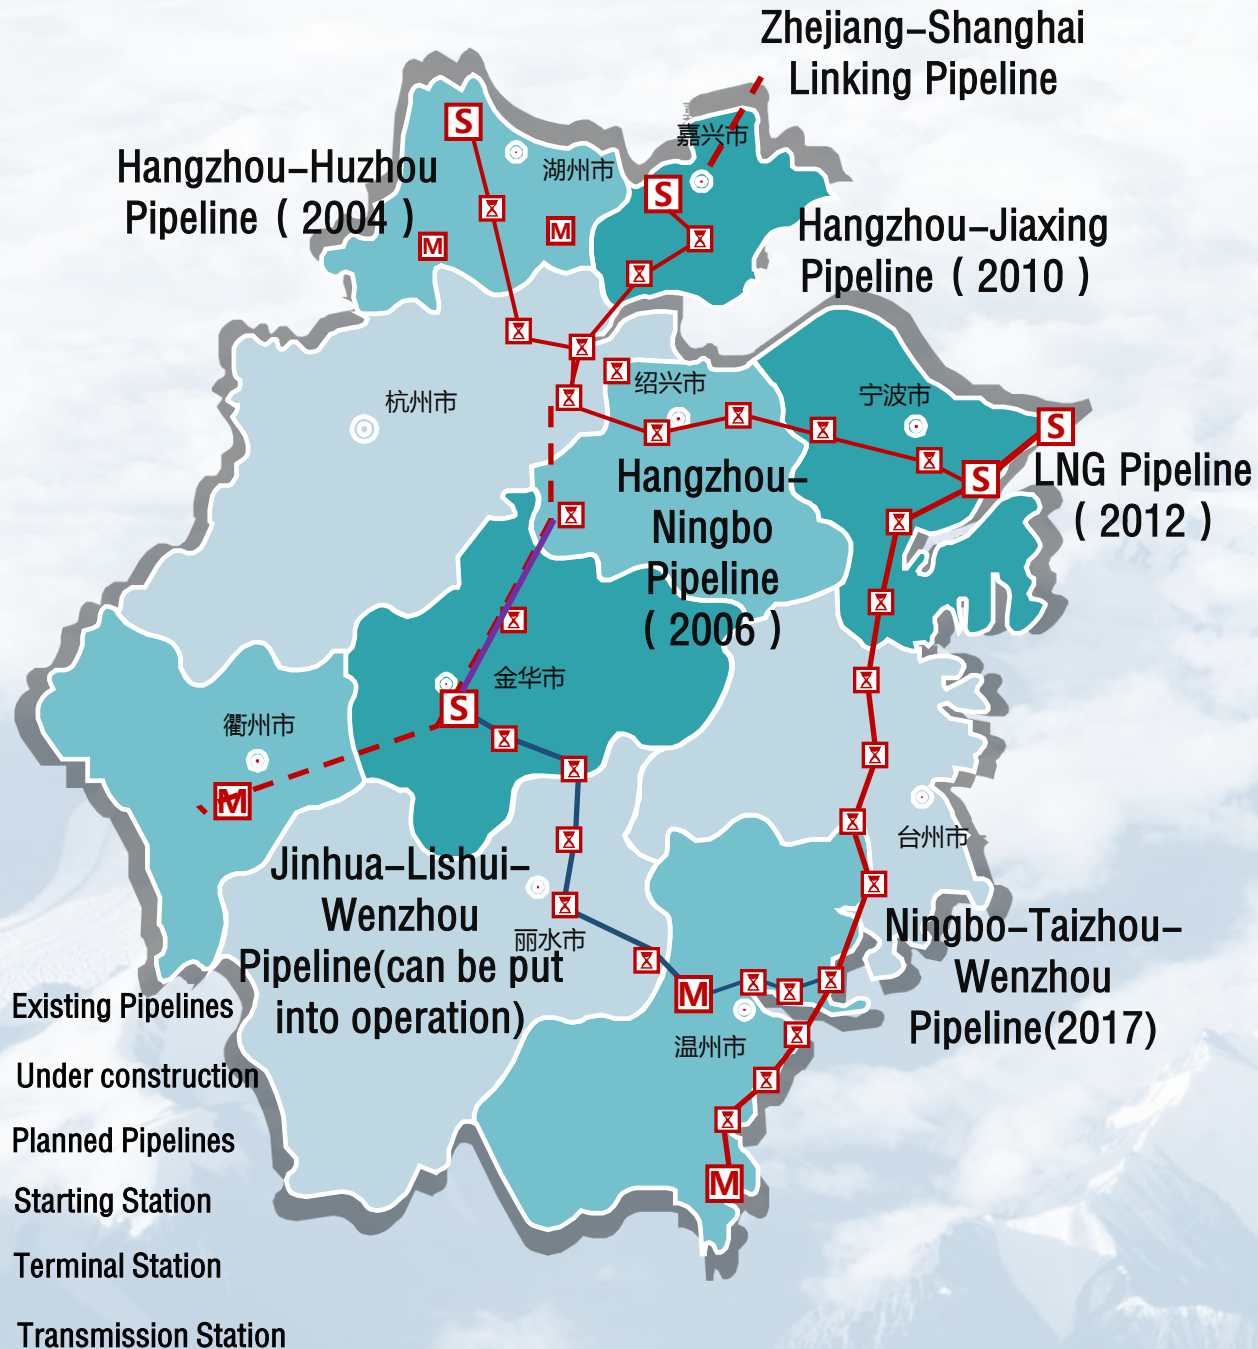 Zhejiang–Shanghai
Linking Pipeline
嘉兴市
S
湖州市
Hangzhou–Huzhou
Pipeline ( 2004 )
S
M
M
Hangzhou–Jiaxing
Pipeline ( 2010 )
杭州市
绍兴市
宁波市
S
S
LNG Pipeline
( 2012 )
Hangzhou–
Ningbo
Pipeline
( 2006 )
金华市
S
衢州市
M
台州市
Jinhua–Lishui–
Wenzhou
Pipeline(can be put
into operation)
丽水市
Ningbo–Taizhou–
Wenzhou
Pipeline(2017)
M
温州市
M
Existing Pipelines
Under construction
Planned Pipelines
Starting Station
Terminal Station
Transmission Station